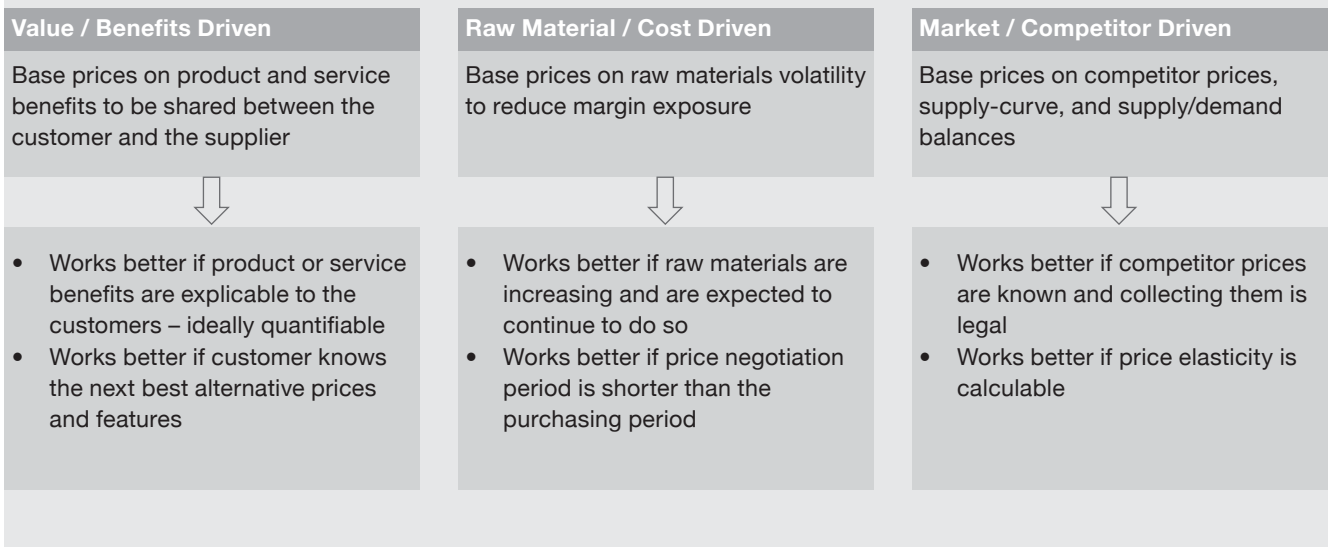 Value / Benefits Driven
Base prices on product and service
benefits to be shared between the
customer and the supplier
• Works better if product or service
benefits are explicable to the
customers – ideally quantifiable
• Works better if customer knows
the next best alternative prices
and features
Raw Material / Cost Driven
Base prices on raw materials volatility
to reduce margin exposure
• Works better if raw materials are
increasing and are expected to
continue to do so
• Works better if price negotiation
period is shorter than the
purchasing period
Market / Competitor Driven
Base prices on competitor prices,
supply-curve, and supply/demand
balances
• Works better if competitor prices
are known and collecting them is
legal
• Works better if price elasticity is
calculable